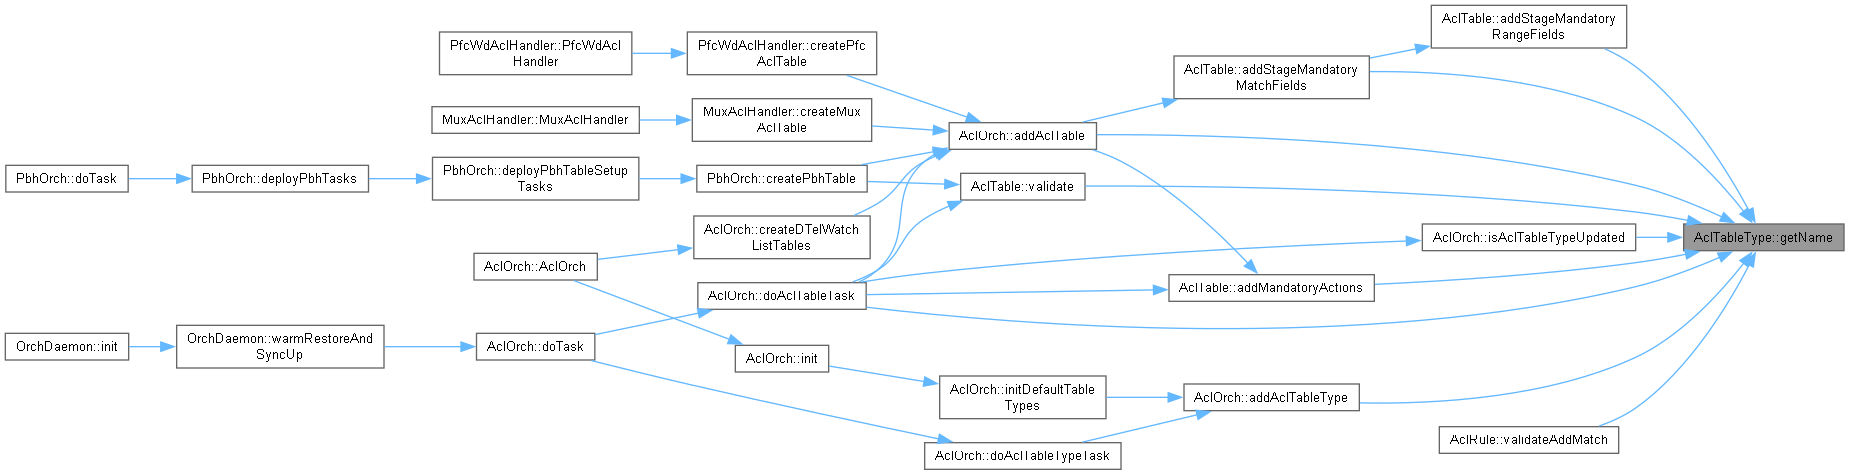 AclTable::addStageMandatory
RangeFields
PfcWdAclHandler::PfcWdAcl
Handler
PfcWdAclHandler::createPfc
AclTable
AclTable::addStageMandatory
MatchFields
MuxAclHandler::MuxAclHandler
MuxAclHandler::createMux
AclTable
AclOrch::addAclTable
PbhOrch::doTask
PbhOrch::deployPbhTasks
PbhOrch::deployPbhTableSetup
Tasks
PbhOrch::createPbhTable
AclTable::validate
AclOrch::createDTelWatch
ListTables
AclOrch::isAclTableTypeUpdated
AclTableType::getName
AclOrch::AclOrch
AclOrch::doAclTableTask
AclTable::addMandatoryActions
OrchDaemon::init
OrchDaemon::warmRestoreAnd
SyncUp
AclOrch::doTask
AclOrch::init
AclOrch::initDefaultTable
Types
AclOrch::addAclTableType
AclRule::validateAddMatch
AclOrch::doAclTableTypeTask